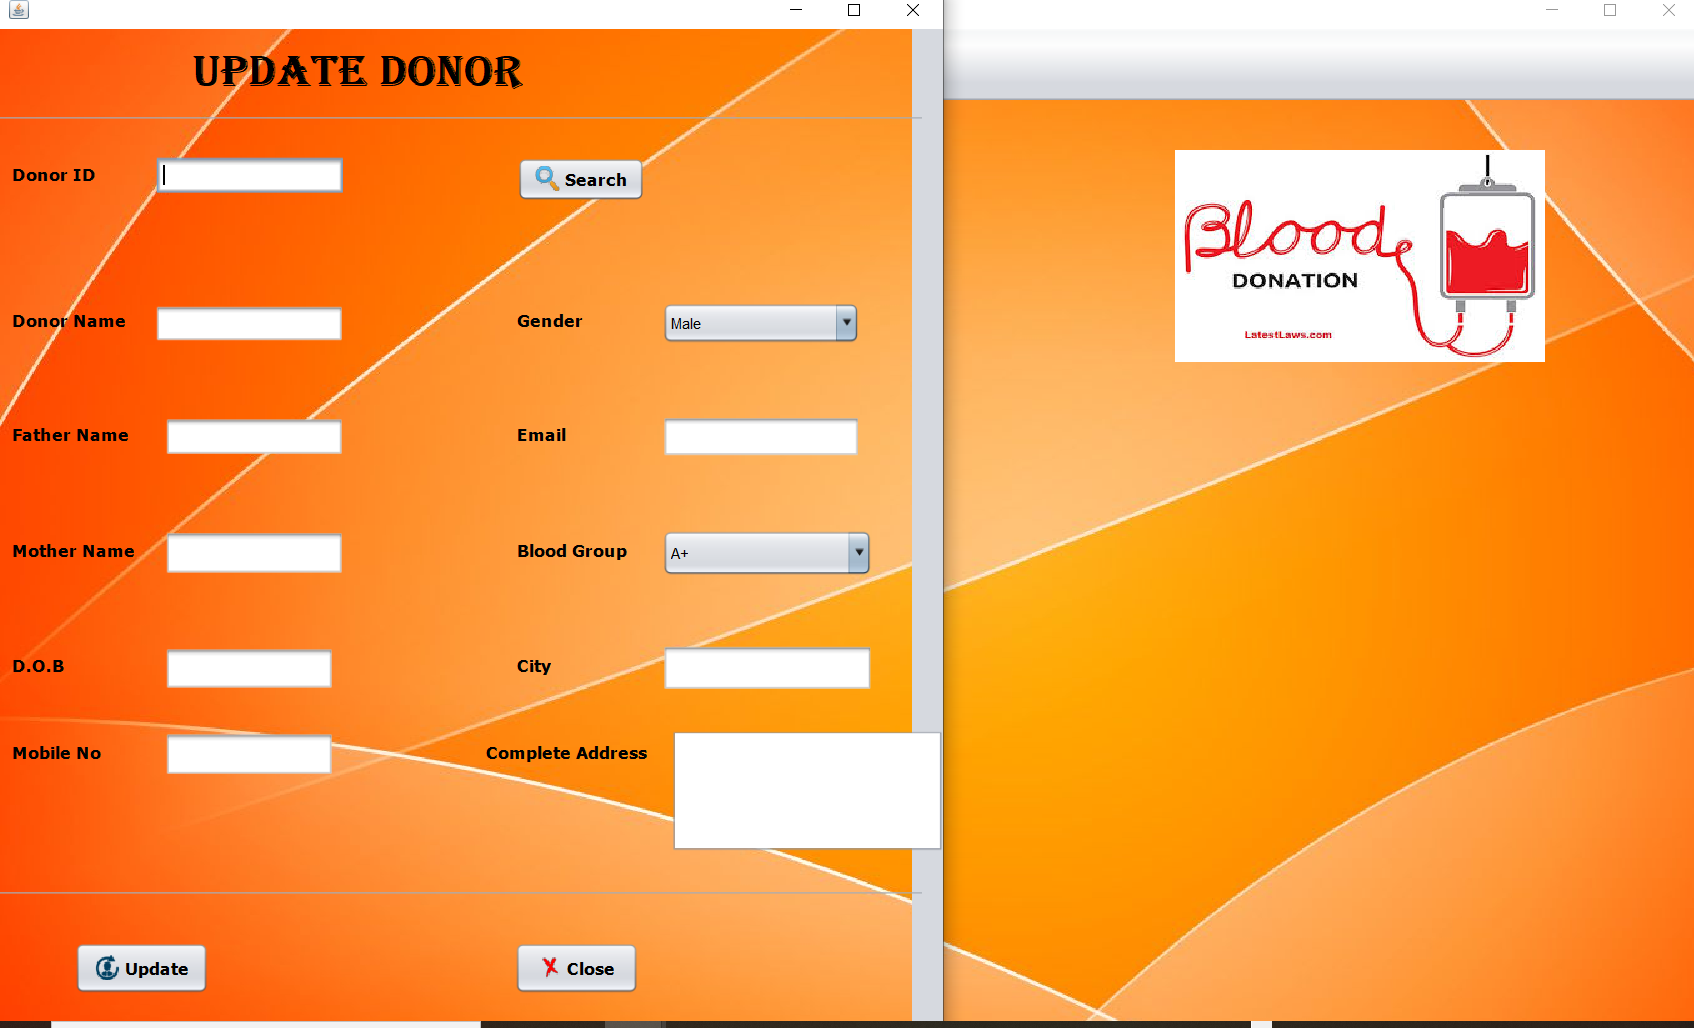 UPDATE DONOR
Donor ID
Search
Donor Name
Gender
Male
Father Name
Email
Mother Name
Blood Group
A+
D.O.B
City
Mobile No
Complete Address
Update
Close
Blood
DONATION
LatestLaws.com